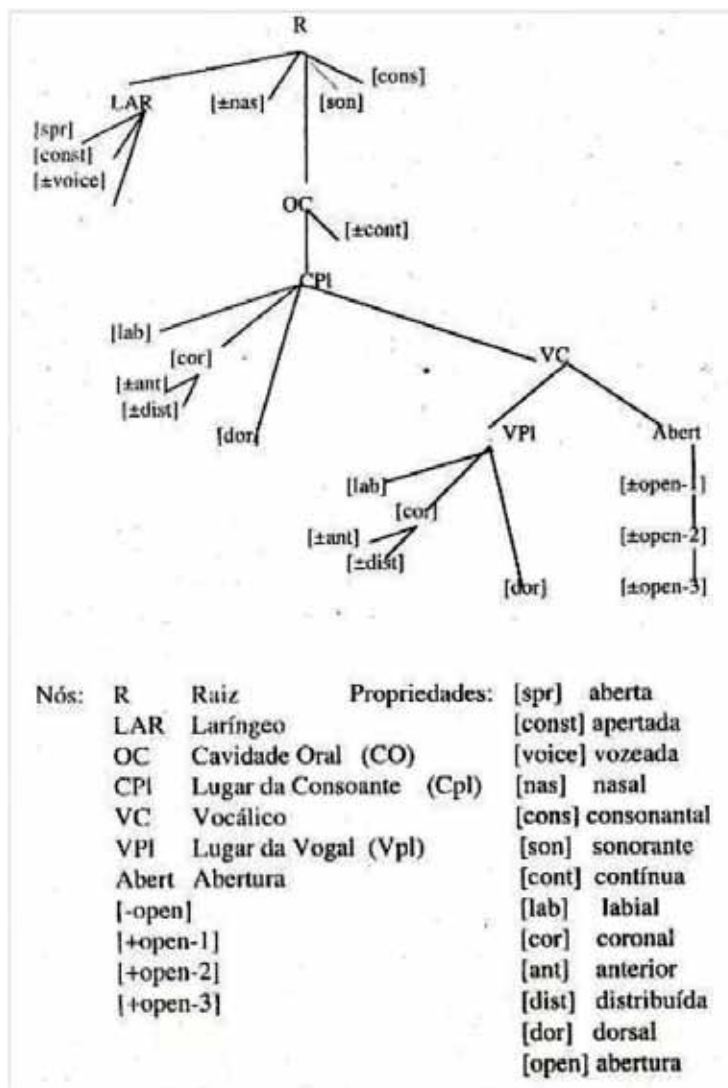 R
[cons]
LAR [±nas] [son]
[spr]
[const]
[±voice]
OC
[±cont]
CPl
[lab]
[cor] VC
[±ant]
[±dist]
[dor] VPl Abert
[lab] [±open-1]
[cor]
[±ant] [±open-2]
[±dist]
[dor] [±open-3]
Nós: R Raiz Propriedades: [spr] aberta
LAR Laríngeo [const] apertada
OC Cavidade Oral (CO) [voice] vozeada
CPl Lugar da Consoante (Cpl) [nas] nasal
VC Vocálico [cons] consonantal
VPl Lugar da Vogal (Vpl) [son] sonorante
Abert Abertura [cont] contínua
[-open] [lab] labial
[+open-1] [cor] coronal
[+open-2] [ant] anterior
[+open-3] [dist] distribuída
[dor] dorsal
[open] abertura